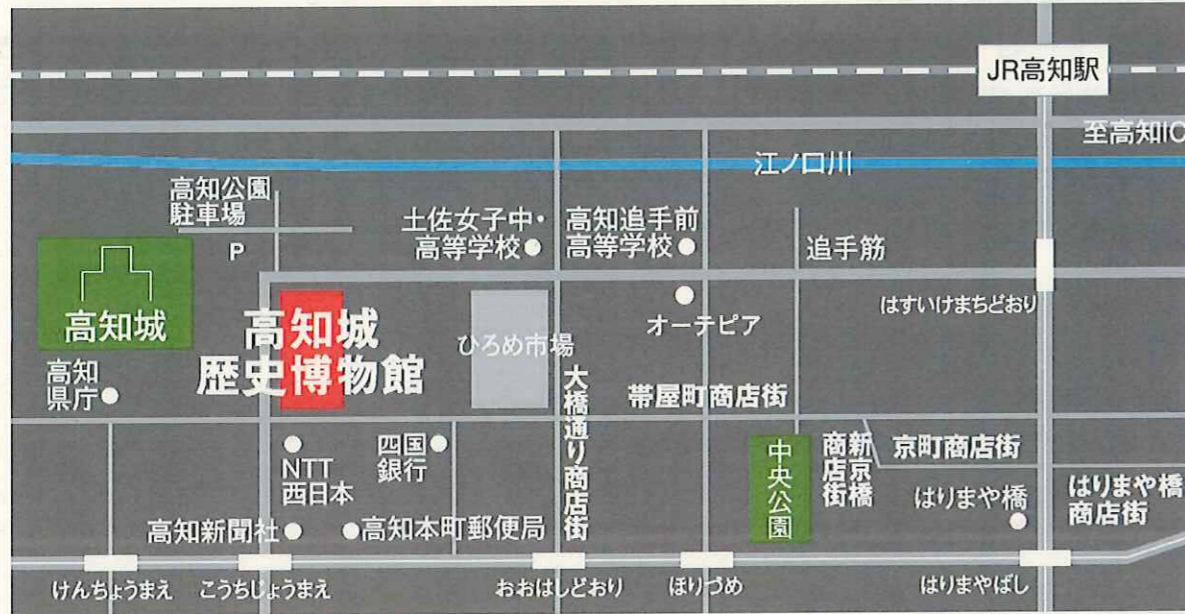 JR高知駅
至高知IC
江ノ口川
高知公園
駐車場
P
土佐女子中・
高等学校
高知追手前
高等学校
追手筋
高知城
高知城
歴史博物館
ひろめ市場
オーテピア
はすいけまちどおり
高知
県庁
大橋通り商店街
帯屋町商店街
NTT
西日本
四国
銀行
中央公園
新京橋
商店街
京町商店街
はりまや橋
はりまや橋
商店街
高知新聞社
高知本町郵便局
けんちょうまえ
こうちじょうまえ
おおはしどおり
ほりづめ
はりまやばし